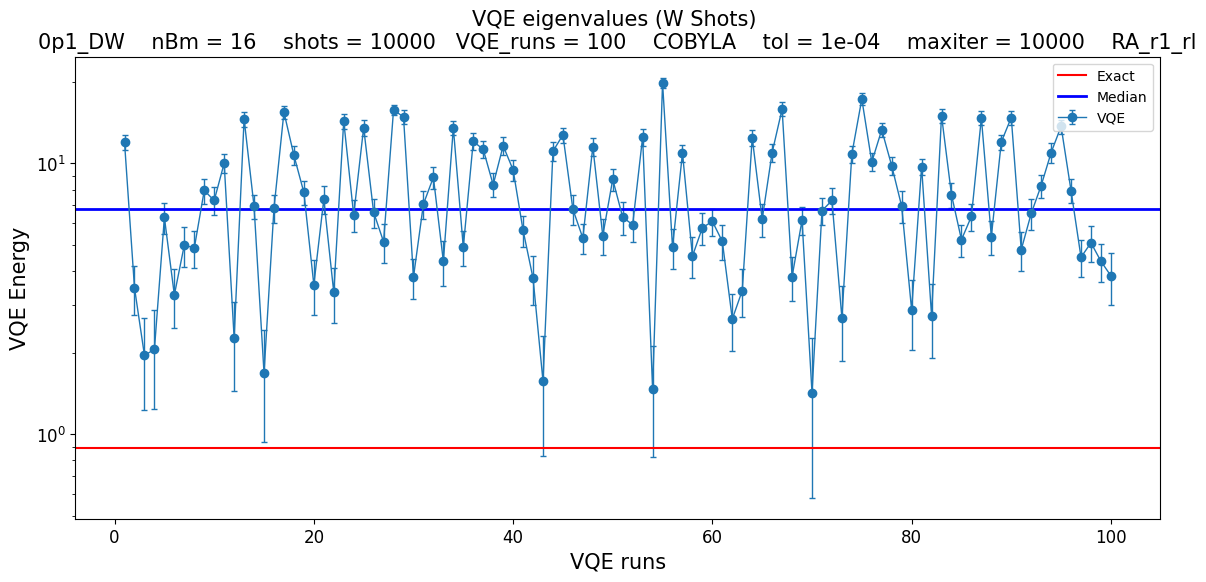 VQE eigenvalues (W Shots)
0p1_DW nBm = 16 shots = 10000 VQE_runs = 100 COBYLA tol = 1e-04 maxiter = 10000 RA_r1_rl
Exact
Median
VQE
VQE Energy
10¹
10⁰
0 20 40 60 80 100
VQE runs